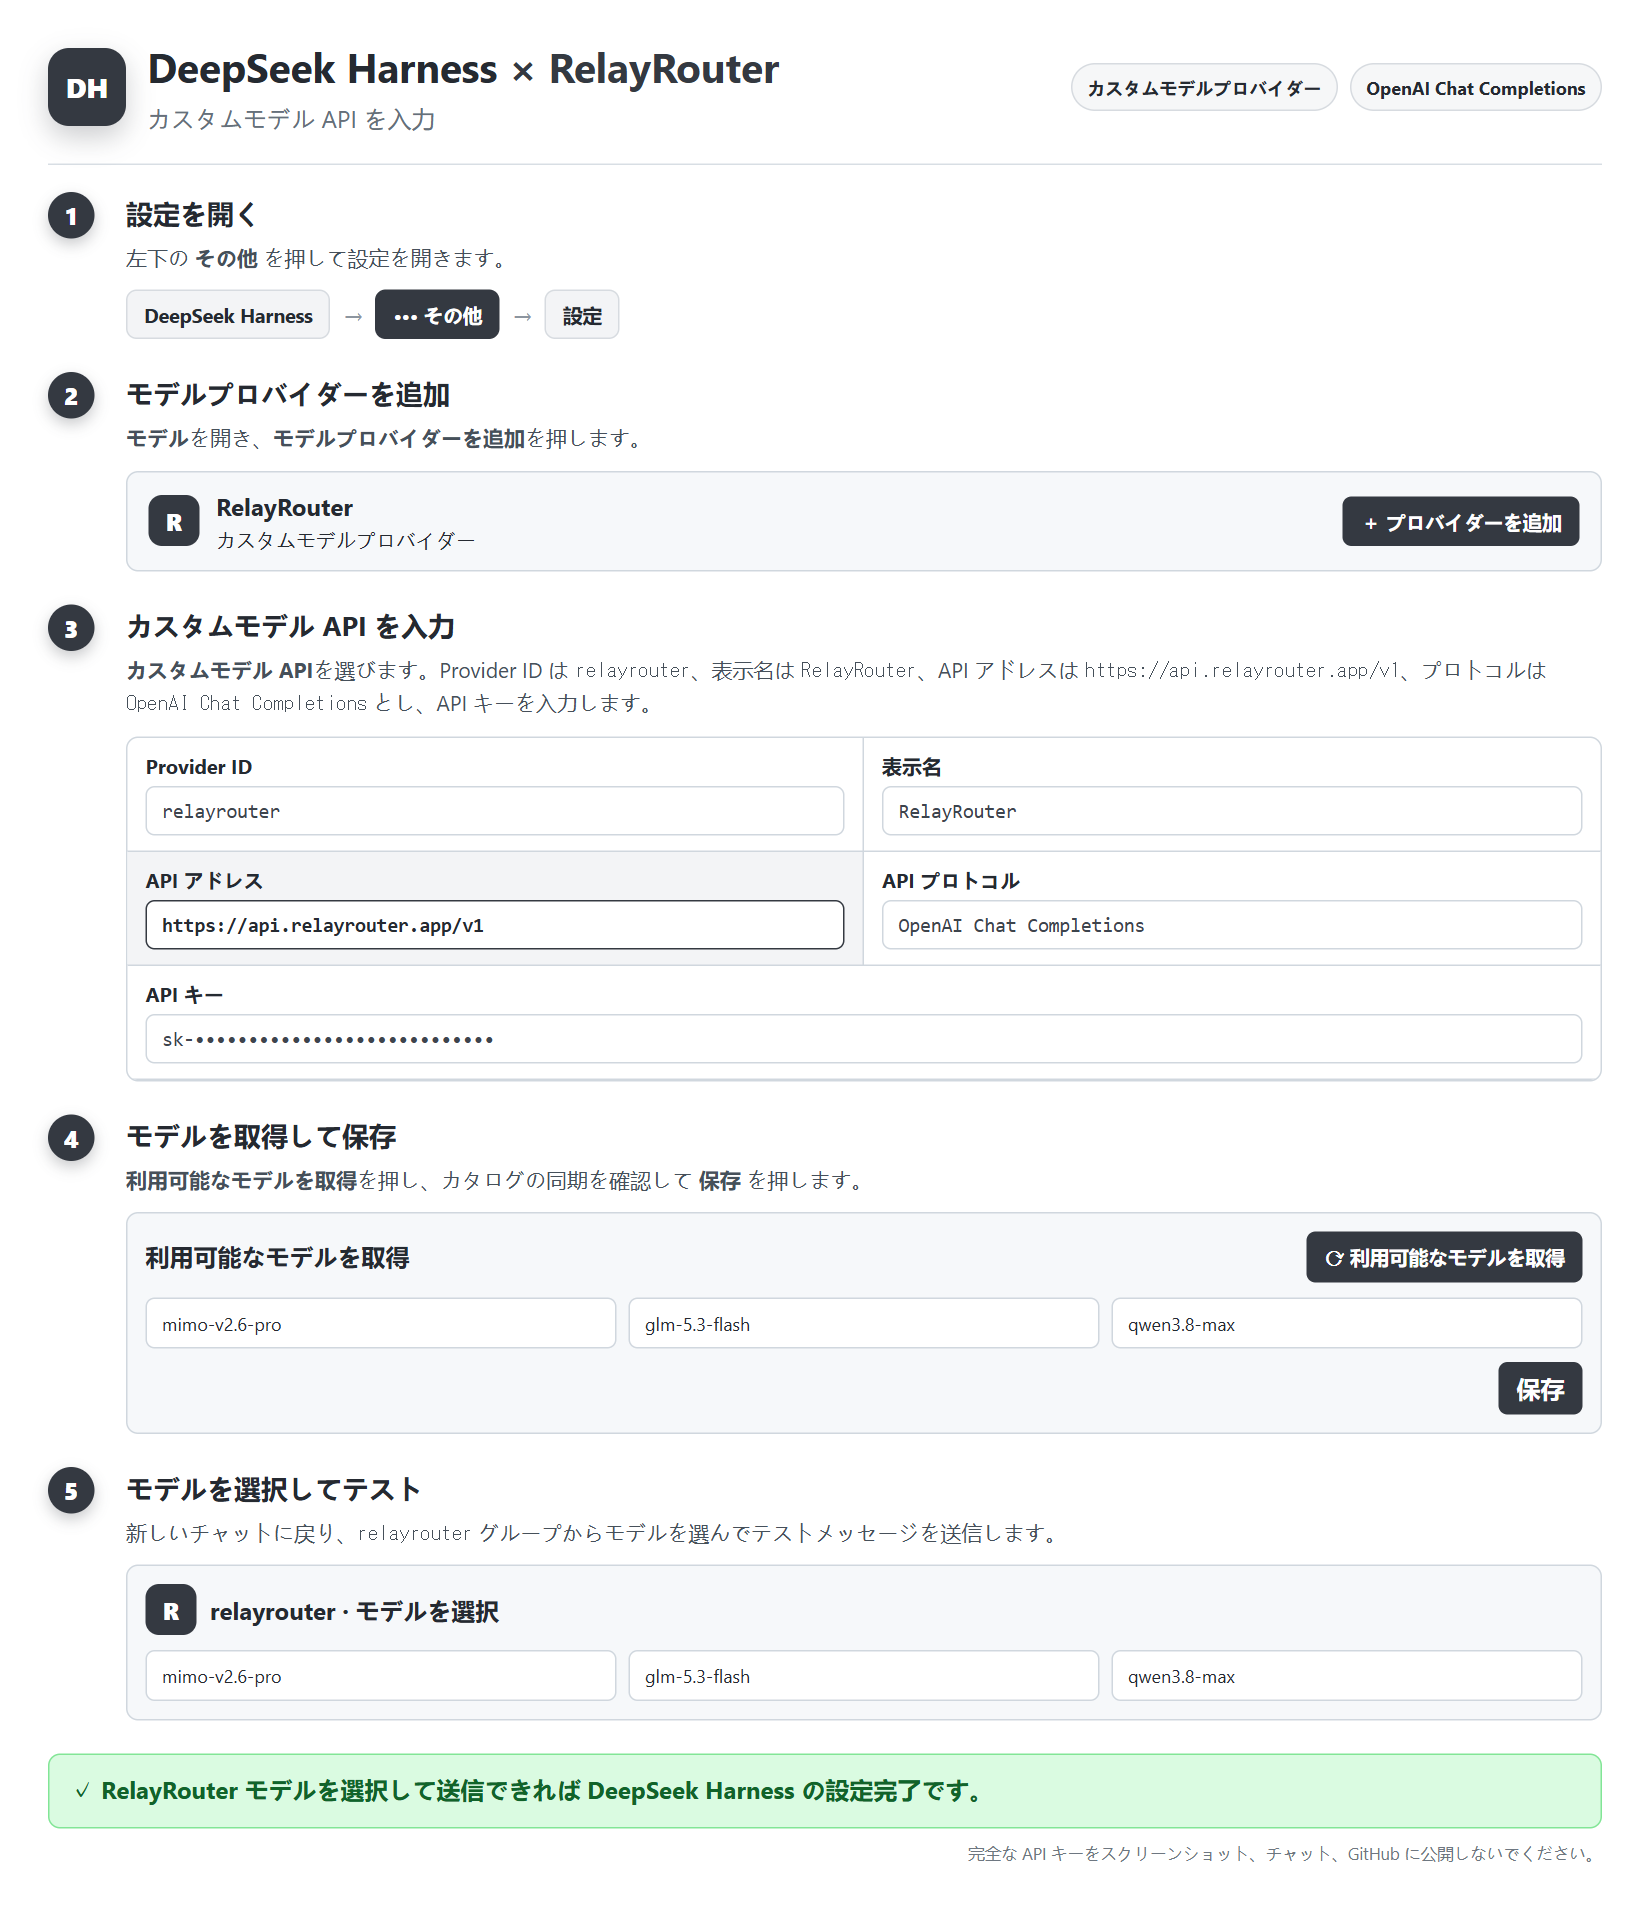 DH
DeepSeek Harness × RelayRouter
カスタムモデル API を入力
カスタムモデルプロバイダー
OpenAI Chat Completions
1
設定を開く
左下の その他 を押して設定を開きます。
DeepSeek Harness → ••• その他 → 設定
2
モデルプロバイダーを追加
モデルを開き、モデルプロバイダーを追加を押します。
R
RelayRouter
カスタムモデルプロバイダー
+ プロバイダーを追加
3
カスタムモデル API を入力
カスタムモデル APIを選びます。Provider ID は relayrouter、表示名は RelayRouter、API アドレスは https://api.relayrouter.app/v1、プロトコルは
OpenAI Chat Completions とし、API キーを入力します。
Provider ID
relayrouter
表示名
RelayRouter
API アドレス
https://api.relayrouter.app/v1
API プロトコル
OpenAI Chat Completions
API キー
sk-••••••••••••••••••••••••••••
4
モデルを取得して保存
利用可能なモデルを取得を押し、カタログの同期を確認して 保存 を押します。
利用可能なモデルを取得
⟳ 利用可能なモデルを取得
mimo-v2.6-pro
glm-5.3-flash
qwen3.8-max
保存
5
モデルを選択してテスト
新しいチャットに戻り、relayrouter グループからモデルを選んでテストメッセージを送信します。
R
relayrouter · モデルを選択
mimo-v2.6-pro
glm-5.3-flash
qwen3.8-max
✓ RelayRouter モデルを選択して送信できれば DeepSeek Harness の設定完了です。
完全な API キーをスクリーンショット、チャット、GitHub に公開しないでください。